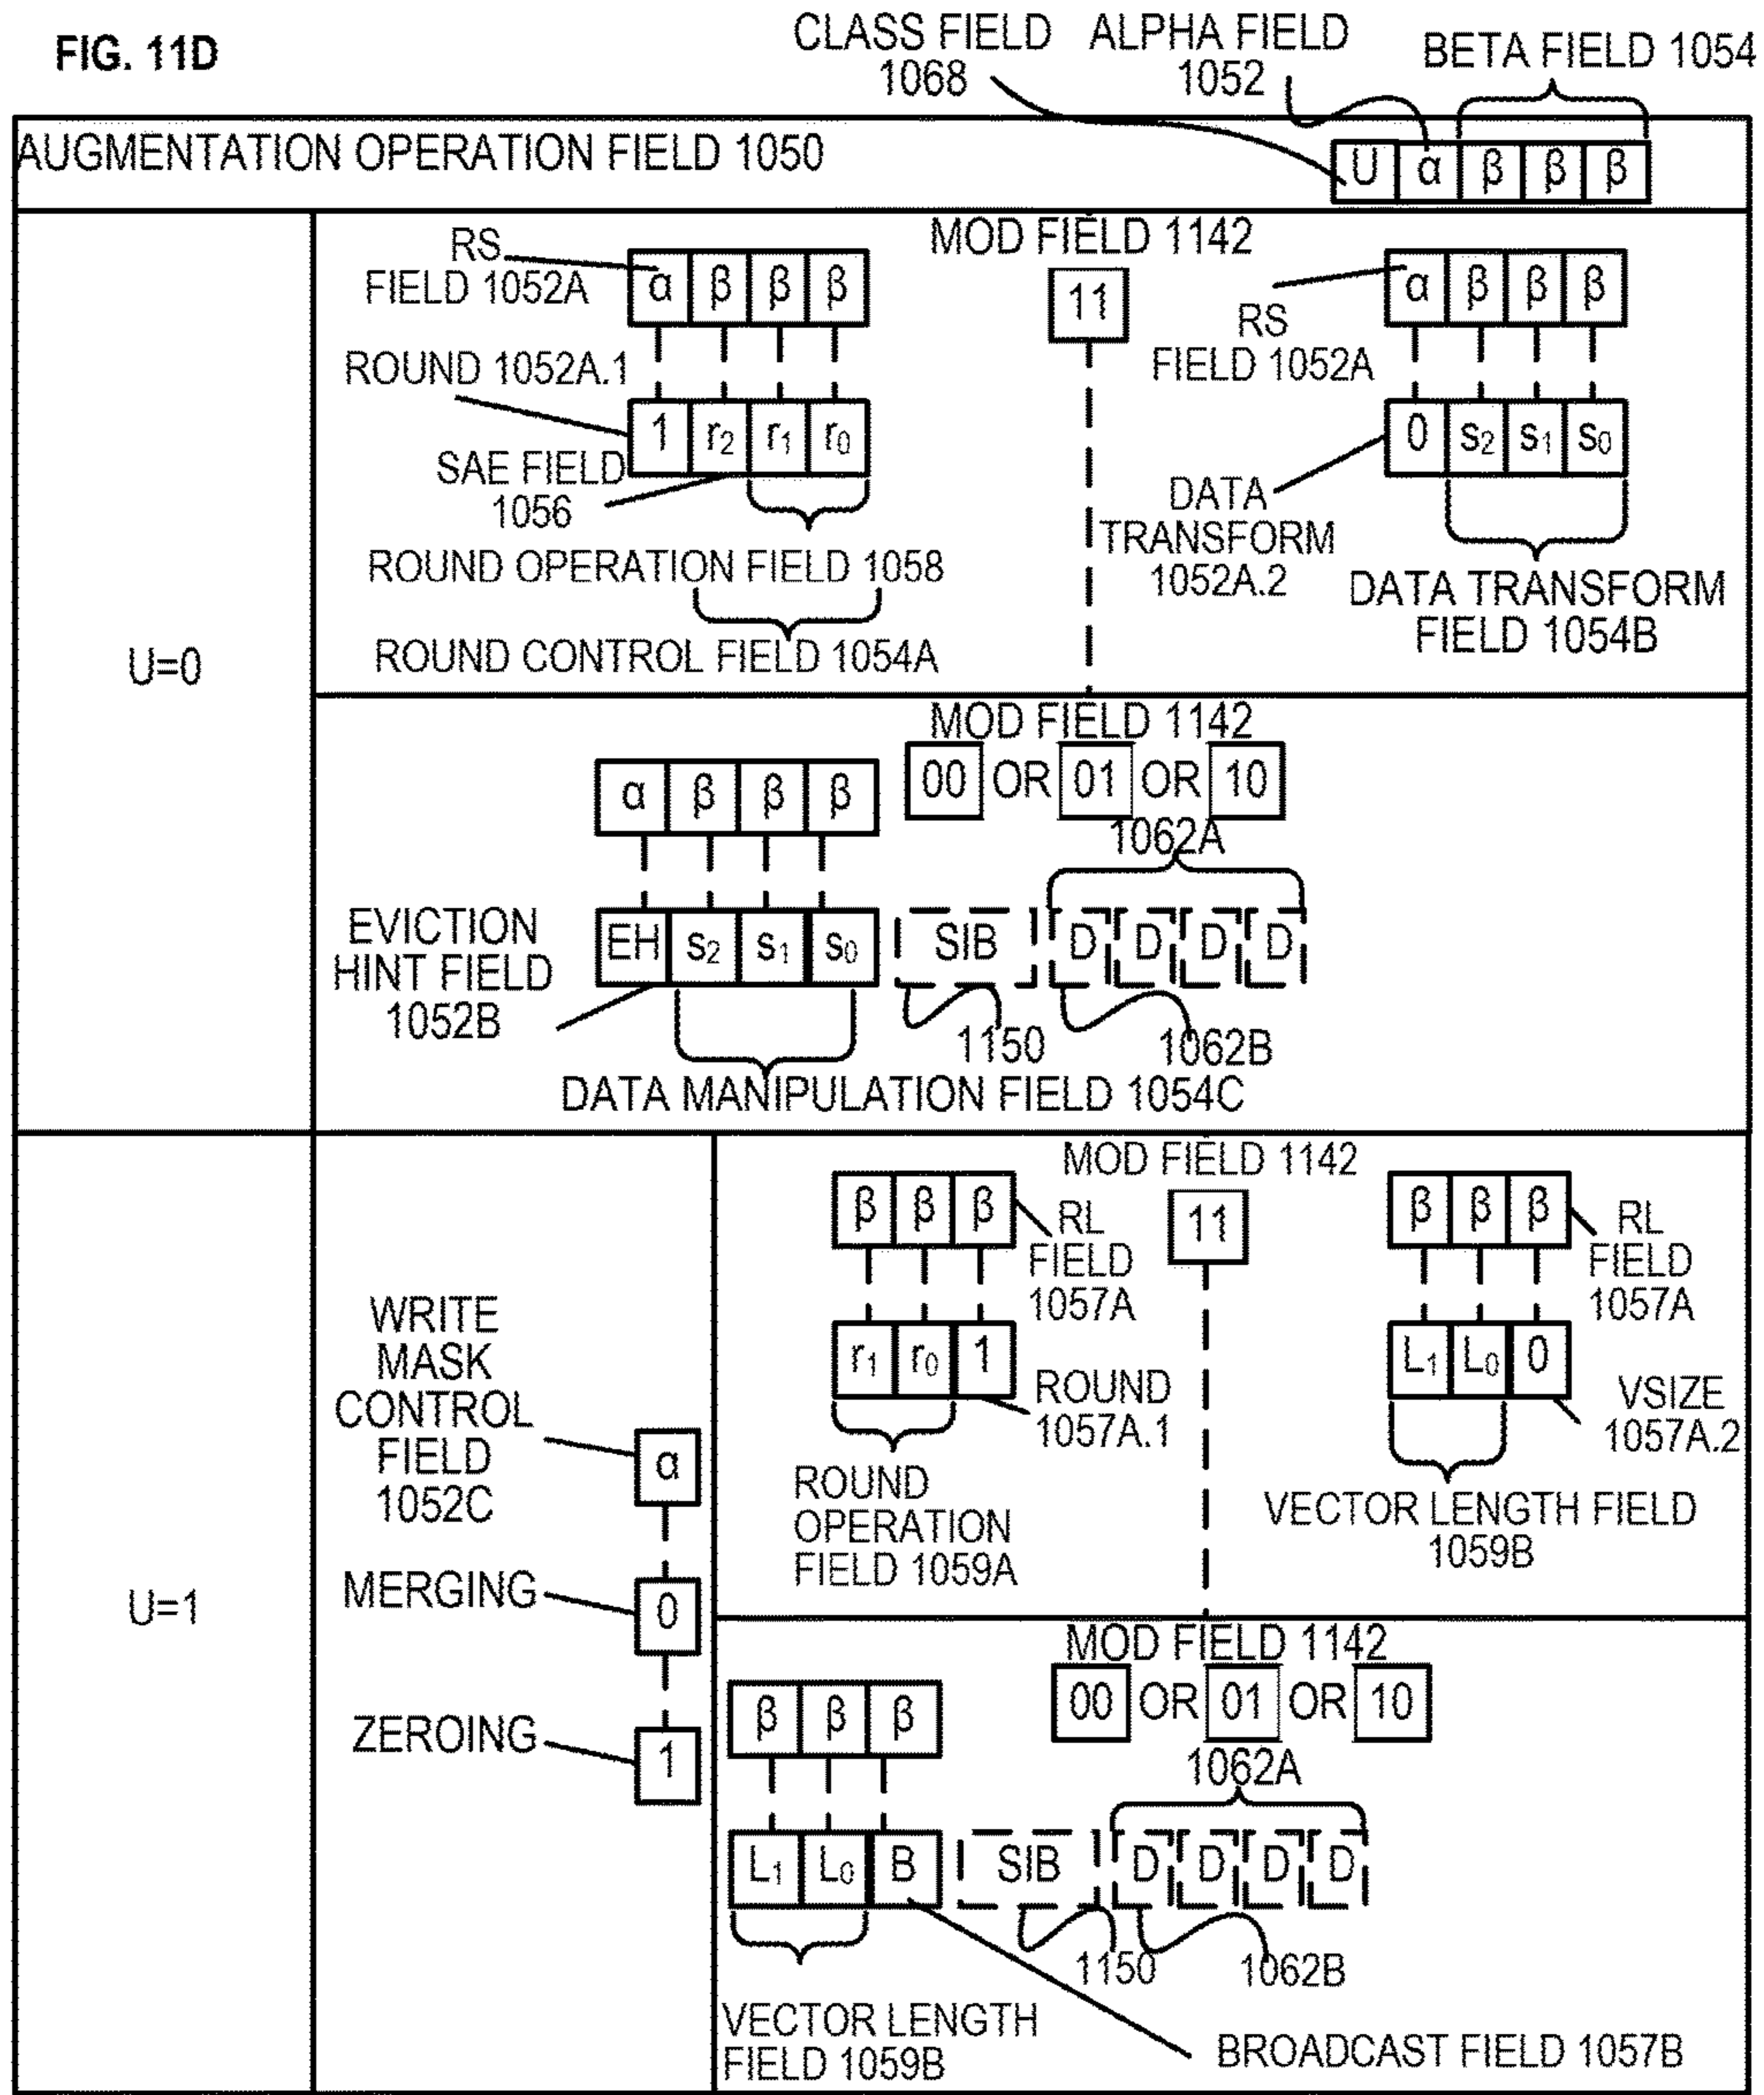 FIG. 11D
CLASS FIELD
1068
ALPHA FIELD
1052
BETA FIELD 1054
AUGMENTATION OPERATION FIELD 1050
U α β β β
U=0
MOD FIELD 1142
11
RS
FIELD 1052A
α β β β
ROUND 1052A.1
1 r₂ r₁ r₀
SAE FIELD
1056
ROUND OPERATION FIELD 1058
ROUND CONTROL FIELD 1054A
α β β β
RS
FIELD 1052A
0 s₂ s₁ s₀
DATA
TRANSFORM
1052A.2
DATA TRANSFORM
FIELD 1054B
MOD FIELD 1142
00 OR 01 OR 10
α β β β
1062A
EVICTION
HINT FIELD
1052B
EH s₂ s₁ s₀ SIB D D D D
1150
1062B
DATA MANIPULATION FIELD 1054C
U=1
WRITE
MASK
CONTROL
FIELD
1052C
α
MERGING
0
ZEROING
1
MOD FIELD 1142
11
β β β
RL
FIELD
1057A
r₁ r₀ 1
ROUND
1057A.1
ROUND
OPERATION
FIELD 1059A
β β β
RL
FIELD
1057A
L₁ L₀ 0
VSIZE
1057A.2
VECTOR LENGTH FIELD
1059B
MOD FIELD 1142
00 OR 01 OR 10
β β β
1062A
L₁ L₀ B SIB D D D D
1150
1062B
VECTOR LENGTH
FIELD 1059B
BROADCAST FIELD 1057B